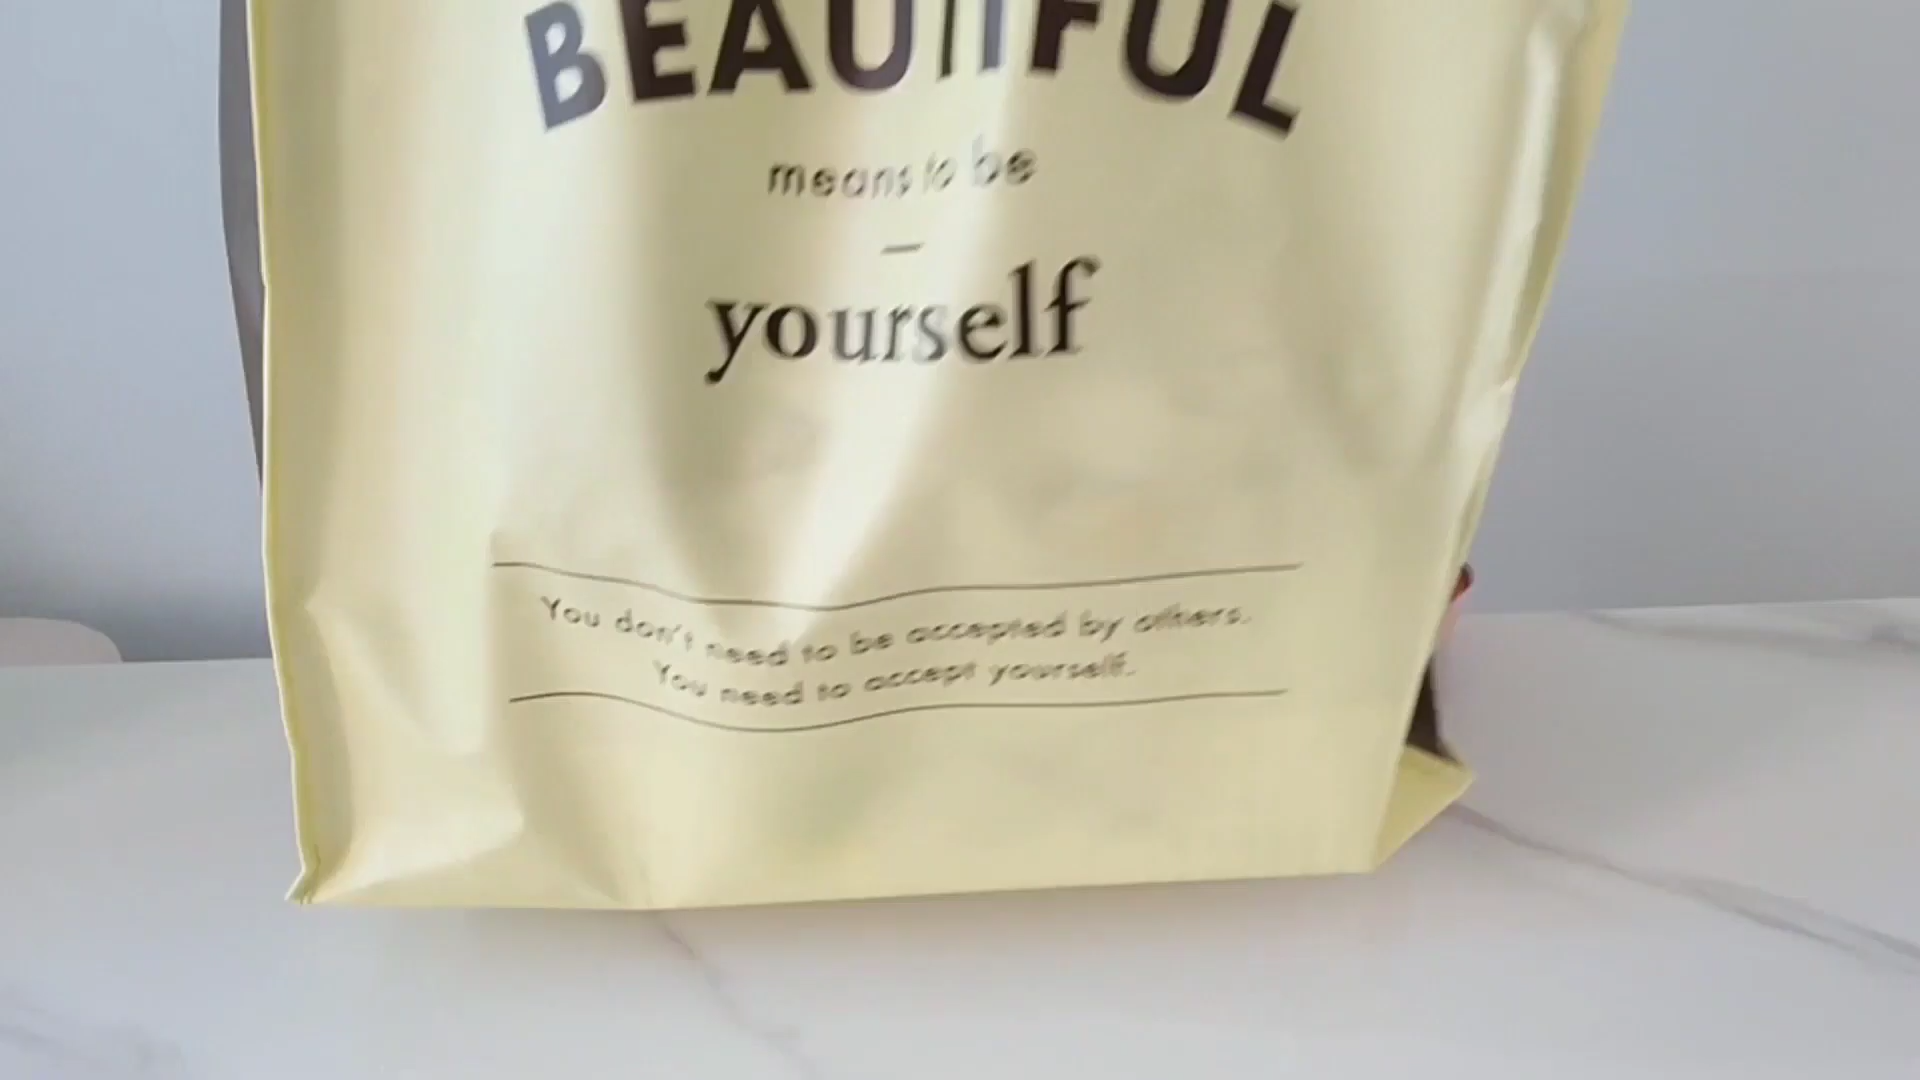 BEAUTIFUL
means to be
—
yourself
You don't need to be accepted by others.
You need to accept yourself.